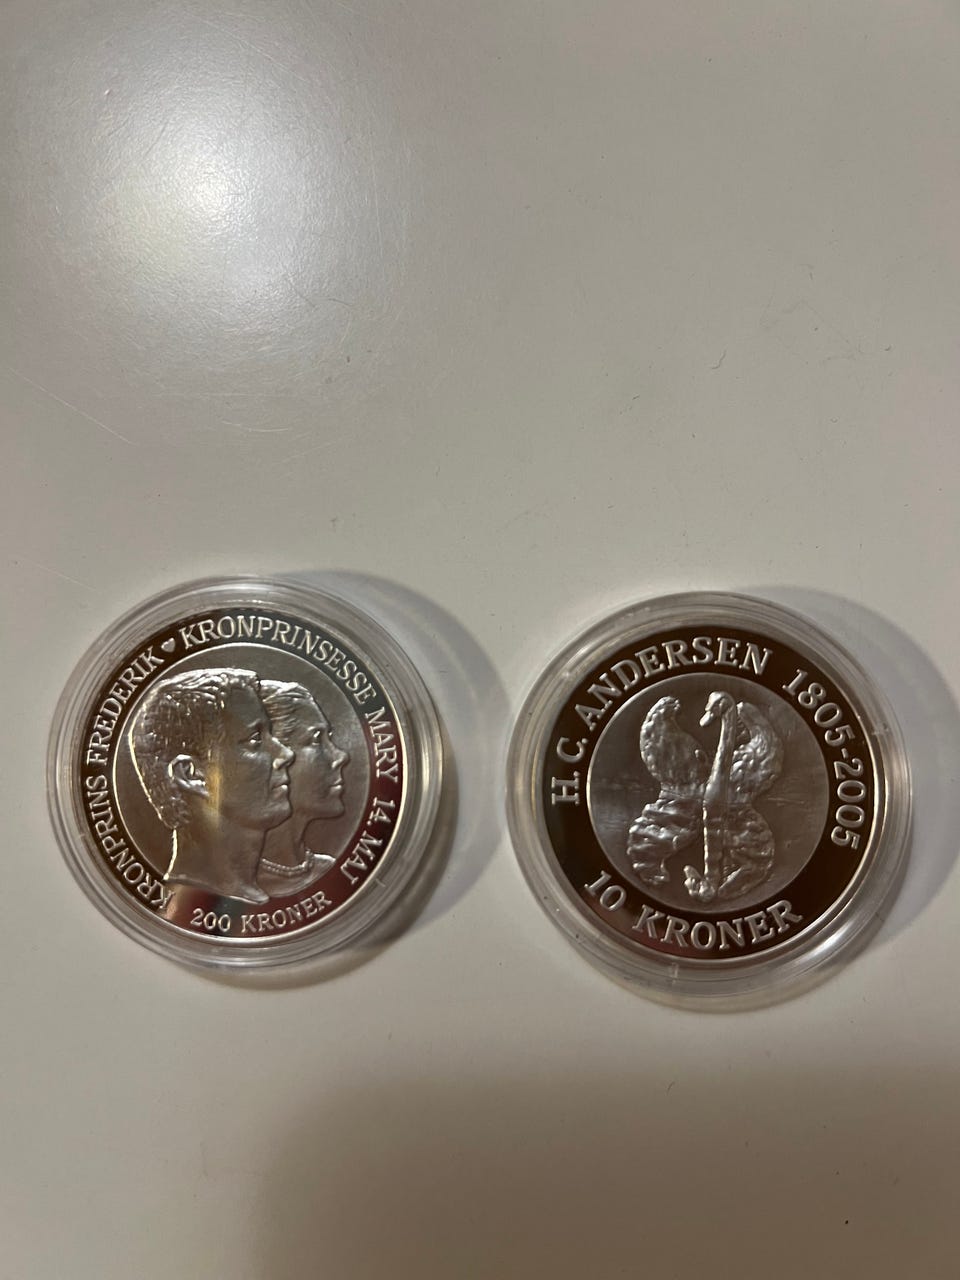 KRONPRINS FREDERIK ♥ KRONPRINSESSE MARY 14. MAJ
200 KRONER
H. C. ANDERSEN 1805-2005
10 KRONER